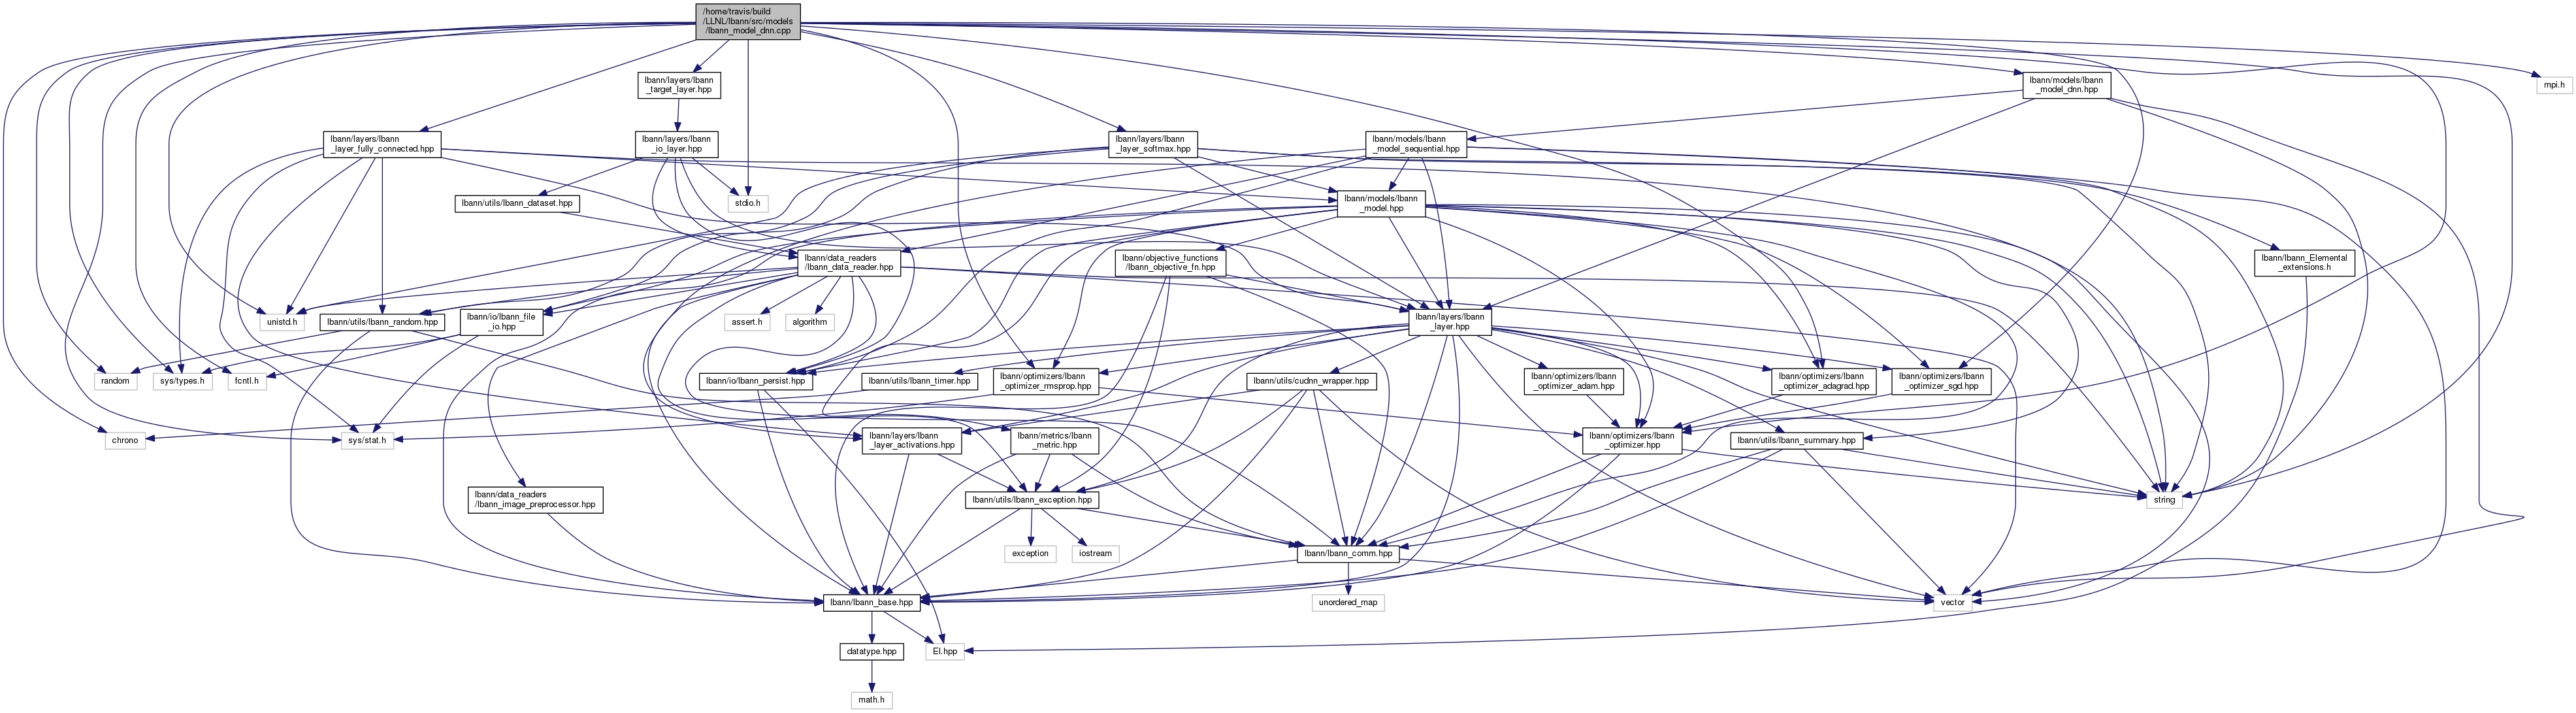 /home/travis/build
/LLNL/lbann/src/models
/lbann_model_dnn.cpp
lbann/layers/lbann
_target_layer.hpp
lbann/models/lbann
_model_dnn.hpp
mpi.h
lbann/layers/lbann
_layer_fully_connected.hpp
lbann/layers/lbann
_io_layer.hpp
lbann/layers/lbann
_layer_softmax.hpp
lbann/models/lbann
_model_sequential.hpp
lbann/utils/lbann_dataset.hpp
stdio.h
lbann/models/lbann
_model.hpp
lbann/data_readers
/lbann_data_reader.hpp
lbann/objective_functions
/lbann_objective_fn.hpp
lbann/lbann_Elemental
_extensions.h
unistd.h
lbann/utils/lbann_random.hpp
lbann/io/lbann_file
_io.hpp
assert.h
algorithm
lbann/layers/lbann
_layer.hpp
random
sys/types.h
fcntl.h
lbann/io/lbann_persist.hpp
lbann/utils/lbann_timer.hpp
lbann/optimizers/lbann
_optimizer_rmsprop.hpp
lbann/utils/cudnn_wrapper.hpp
lbann/optimizers/lbann
_optimizer_adam.hpp
lbann/optimizers/lbann
_optimizer_adagrad.hpp
lbann/optimizers/lbann
_optimizer_sgd.hpp
chrono
sys/stat.h
lbann/layers/lbann
_layer_activations.hpp
lbann/metrics/lbann
_metric.hpp
lbann/optimizers/lbann
_optimizer.hpp
lbann/utils/lbann_summary.hpp
lbann/data_readers
/lbann_image_preprocessor.hpp
lbann/utils/lbann_exception.hpp
string
exception
iostream
lbann/lbann_comm.hpp
lbann/lbann_base.hpp
unordered_map
vector
datatype.hpp
El.hpp
math.h